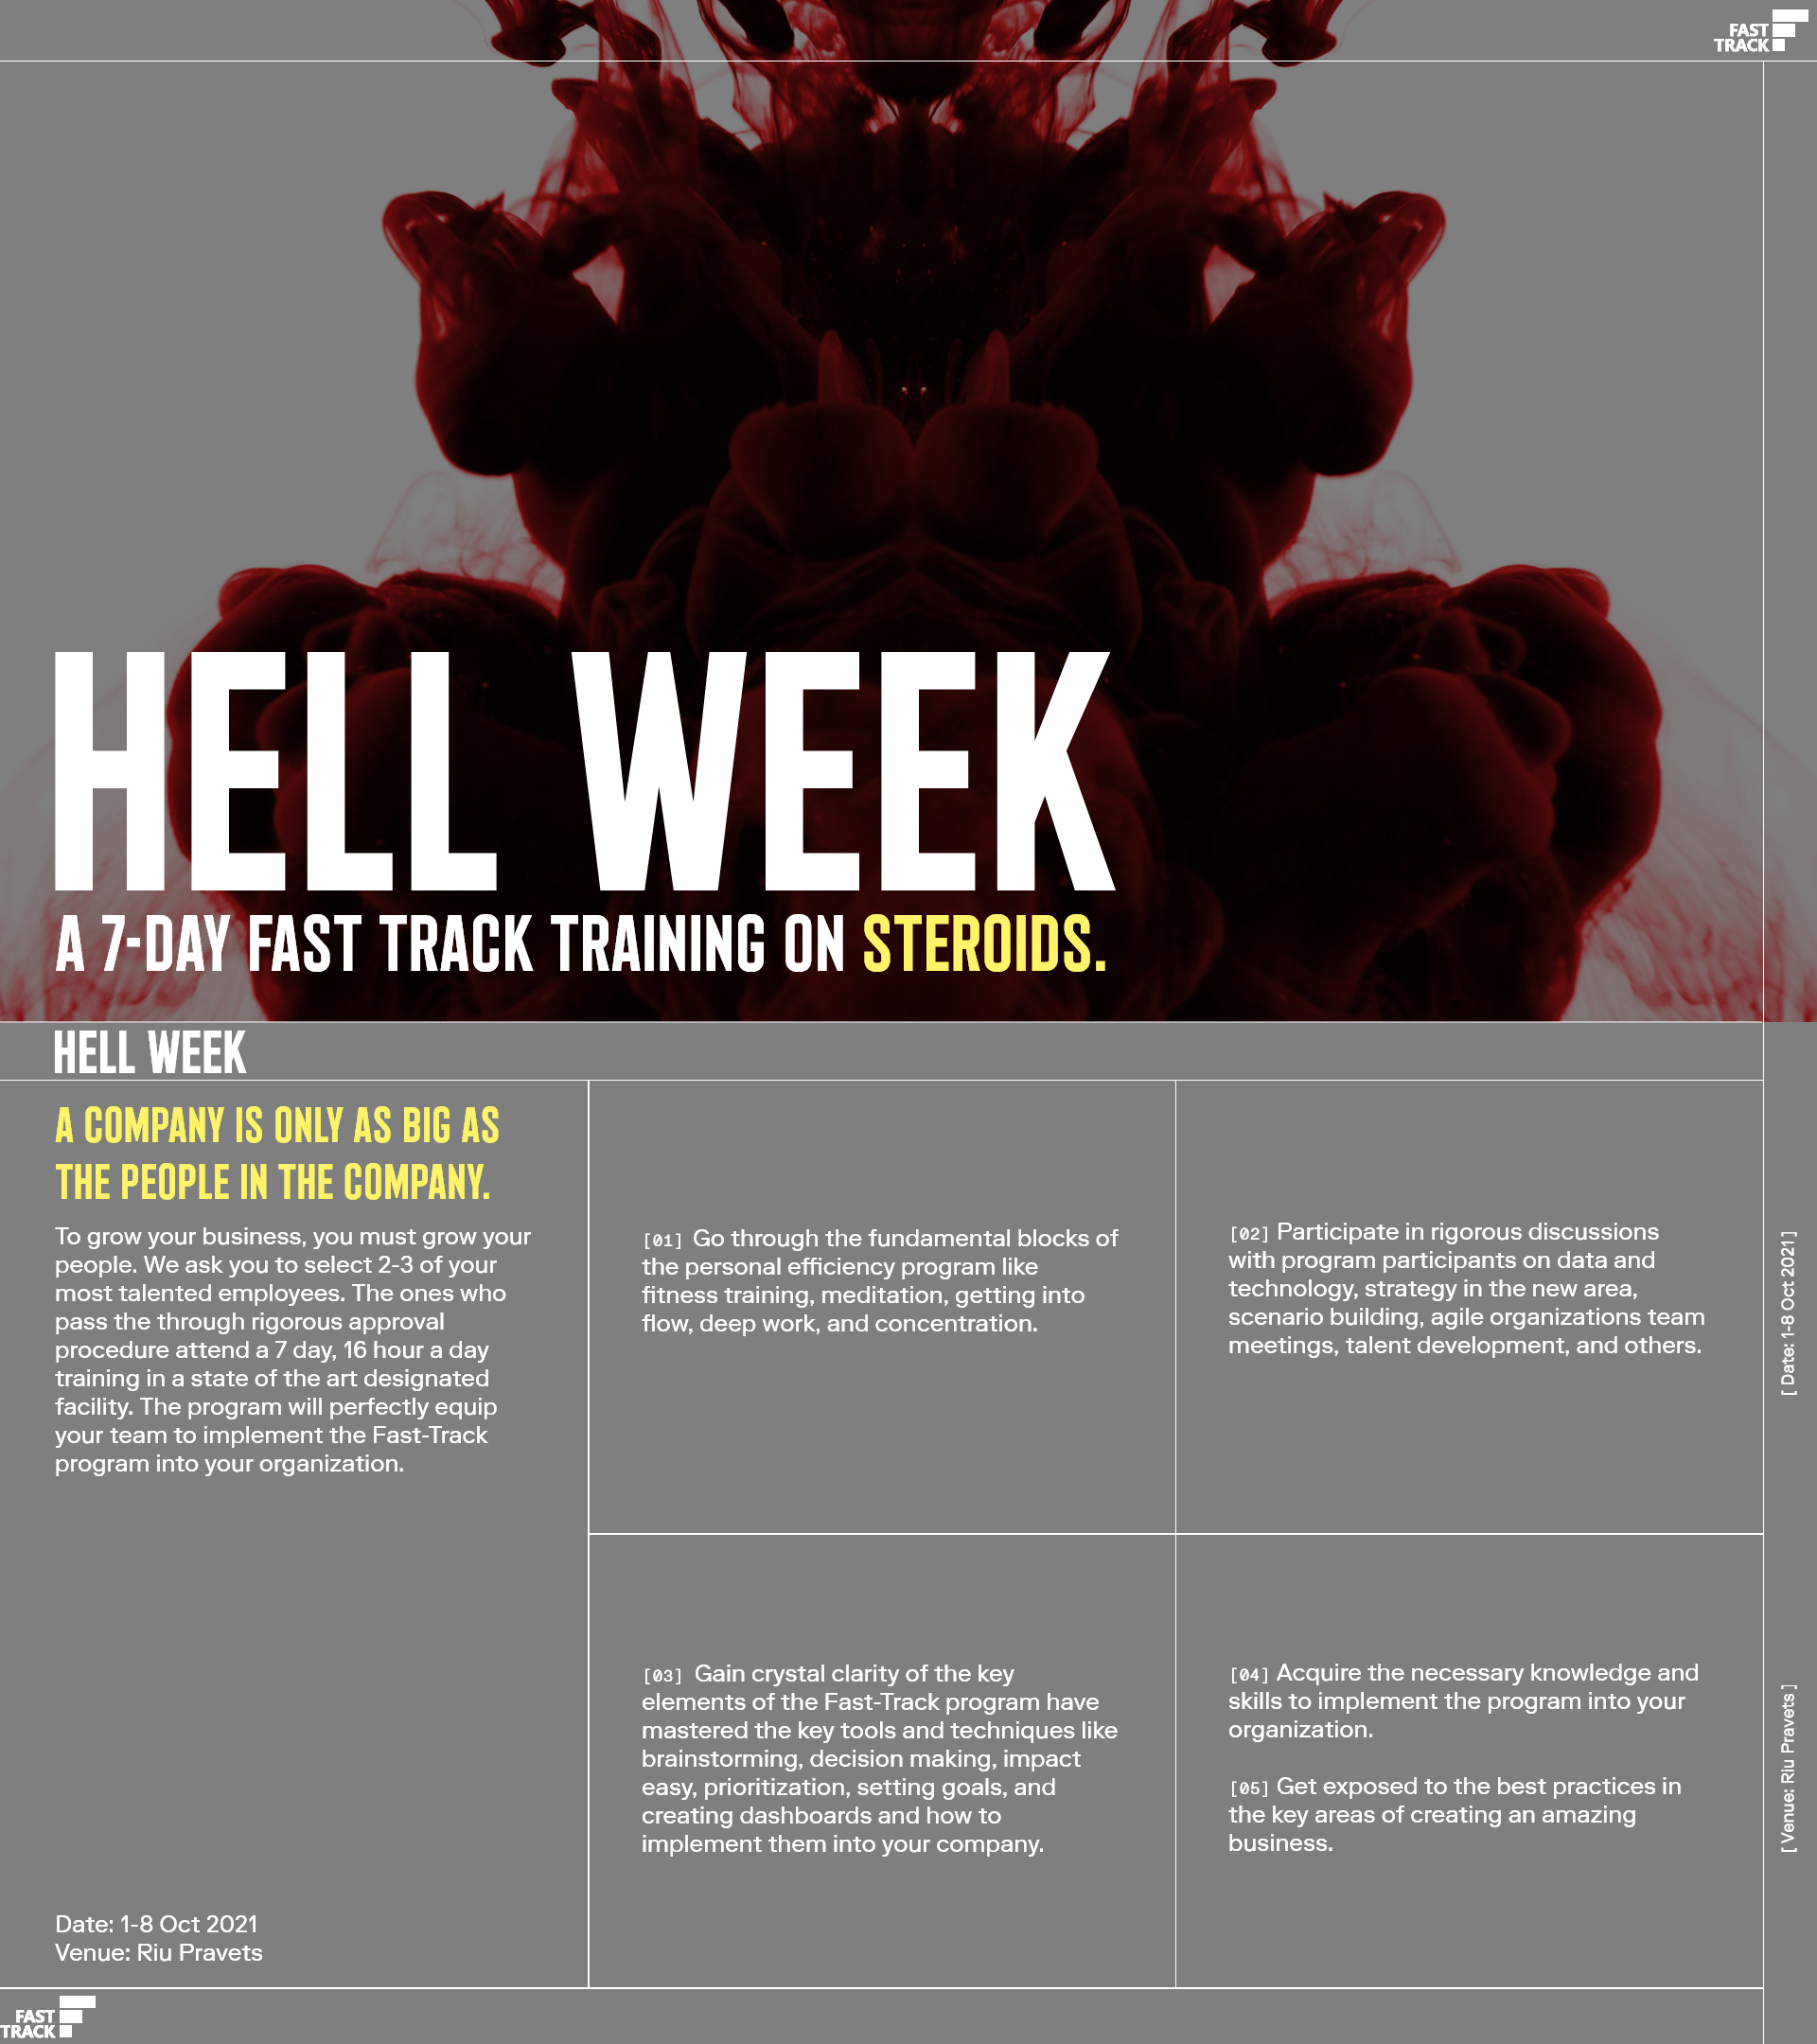 FAST
TRACK
HELL WEEK
A 7-DAY FAST TRACK TRAINING ON STEROIDS.
HELL WEEK
A COMPANY IS ONLY AS BIG AS
THE PEOPLE IN THE COMPANY.
To grow your business, you must grow your
people. We ask you to select 2-3 of your
most talented employees. The ones who
pass the through rigorous approval
procedure attend a 7 day, 16 hour a day
training in a state of the art designated
facility. The program will perfectly equip
your team to implement the Fast-Track
program into your organization.
Date: 1-8 Oct 2021
Venue: Riu Pravets
[01] Go through the fundamental blocks of
the personal efficiency program like
fitness training, meditation, getting into
flow, deep work, and concentration.
[02] Participate in rigorous discussions
with program participants on data and
technology, strategy in the new area,
scenario building, agile organizations team
meetings, talent development, and others.
[03] Gain crystal clarity of the key
elements of the Fast-Track program have
mastered the key tools and techniques like
brainstorming, decision making, impact
easy, prioritization, setting goals, and
creating dashboards and how to
implement them into your company.
[04] Acquire the necessary knowledge and
skills to implement the program into your
organization.
[05] Get exposed to the best practices in
the key areas of creating an amazing
business.
[ Date: 1-8 Oct 2021 ]
[ Venue: Riu Pravets ]
FAST
TRACK